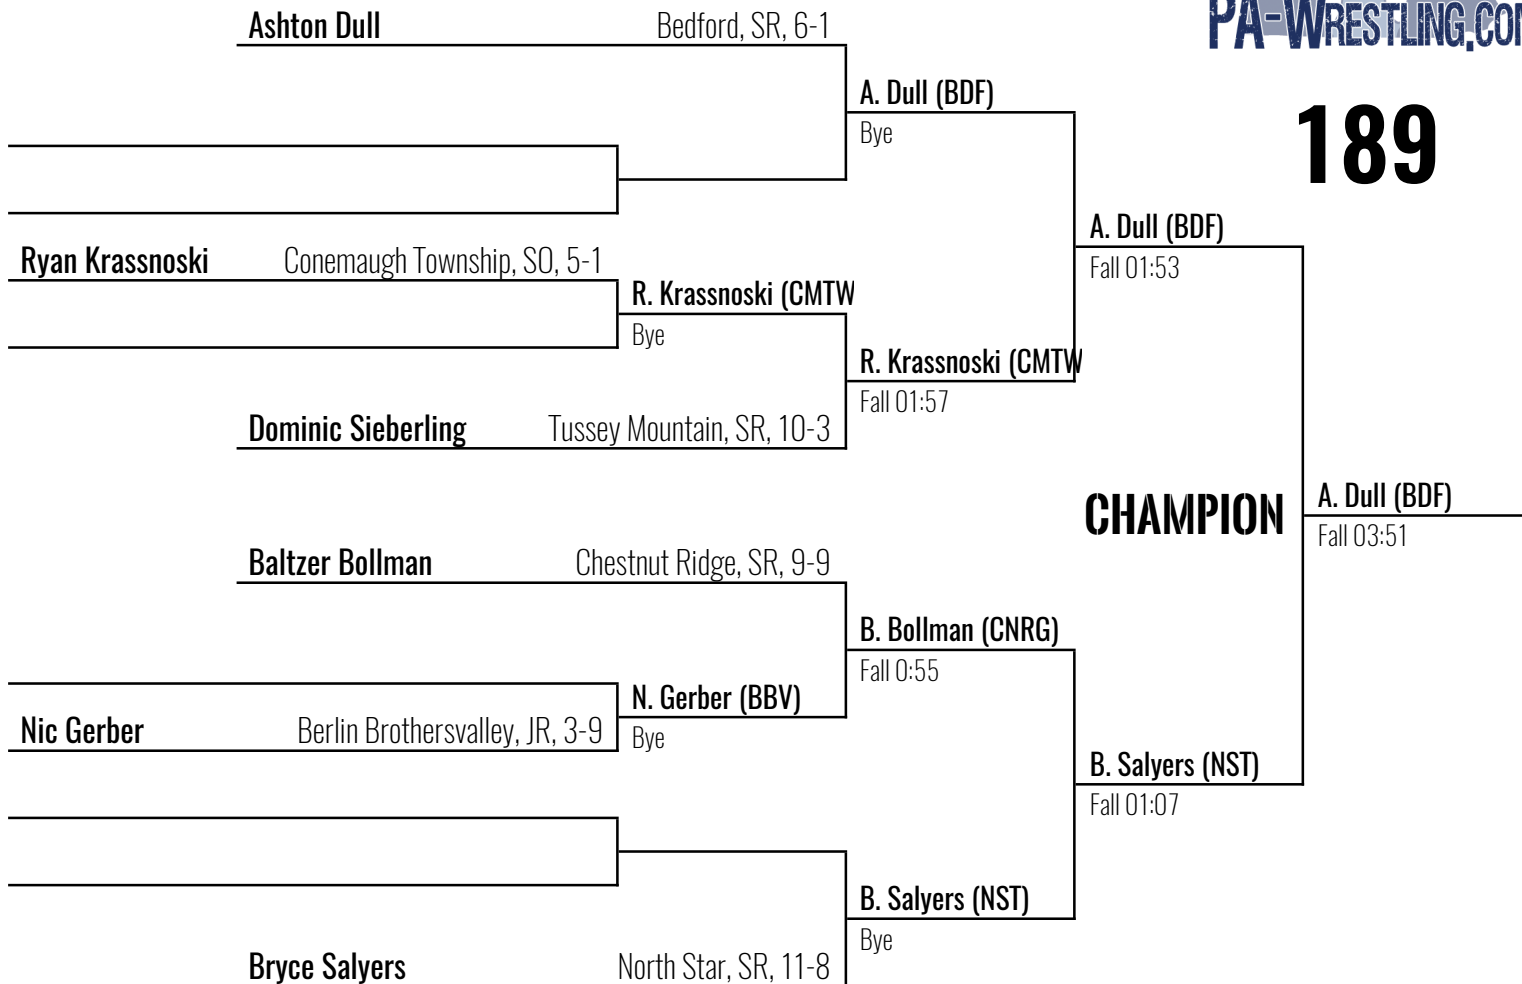 Ashton Dull Bedford, SR, 6-1
PA-WRESTLING.COM
A. Dull (BDF)
Bye
189
A. Dull (BDF)
Fall 01:53
Ryan Krassnoski Conemaugh Township, SO, 5-1
R. Krassnoski (CMTW
Bye
R. Krassnoski (CMTW
Fall 01:57
Dominic Sieberling Tussey Mountain, SR, 10-3
CHAMPION
A. Dull (BDF)
Fall 03:51
Baltzer Bollman Chestnut Ridge, SR, 9-9
B. Bollman (CNRG)
Fall 0:55
N. Gerber (BBV)
Bye
Nic Gerber Berlin Brothersvalley, JR, 3-9
B. Salyers (NST)
Fall 01:07
B. Salyers (NST)
Bye
Bryce Salyers North Star, SR, 11-8